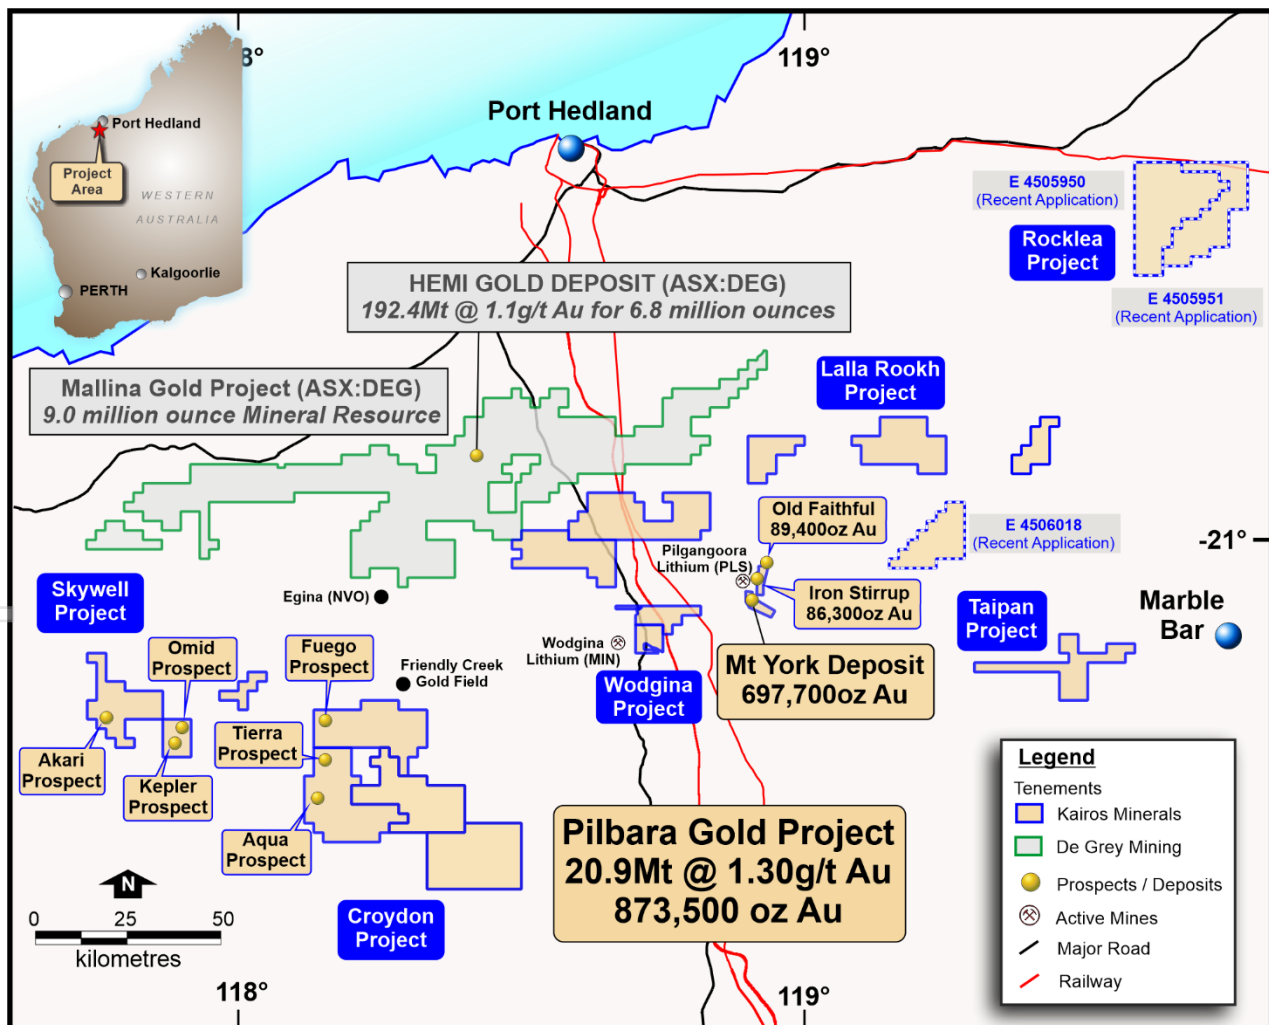 8°
119°
Port Hedland
Port Hedland
Project
Area
WESTERN
AUSTRALIA
Kalgoorlie
PERTH
E 4505950
(Recent Application)
Rocklea
Project
E 4505951
(Recent Application)
HEMI GOLD DEPOSIT (ASX:DEG)
192.4Mt @ 1.1g/t Au for 6.8 million ounces
Mallina Gold Project (ASX:DEG)
9.0 million ounce Mineral Resource
Lalla Rookh
Project
Old Faithful
89,400oz Au
E 4506018
(Recent Application)
-21°
Pilgangoora
Lithium (PLS)
Iron Stirrup
86,300oz Au
Skywell
Project
Egina (NVO)
Taipan
Project
Marble
Bar
Omid
Prospect
Fuego
Prospect
Friendly Creek
Gold Field
Wodgina
Lithium (MIN)
Wodgina
Project
Mt York Deposit
697,700oz Au
Akari
Prospect
Kepler
Prospect
Tierra
Prospect
Aqua
Prospect
Pilbara Gold Project
20.9Mt @ 1.30g/t Au
873,500 oz Au
Croydon
Project
N
0 25 50
kilometres
118°
119°
Legend
Tenements
Kairos Minerals
De Grey Mining
Prospects / Deposits
Active Mines
Major Road
Railway